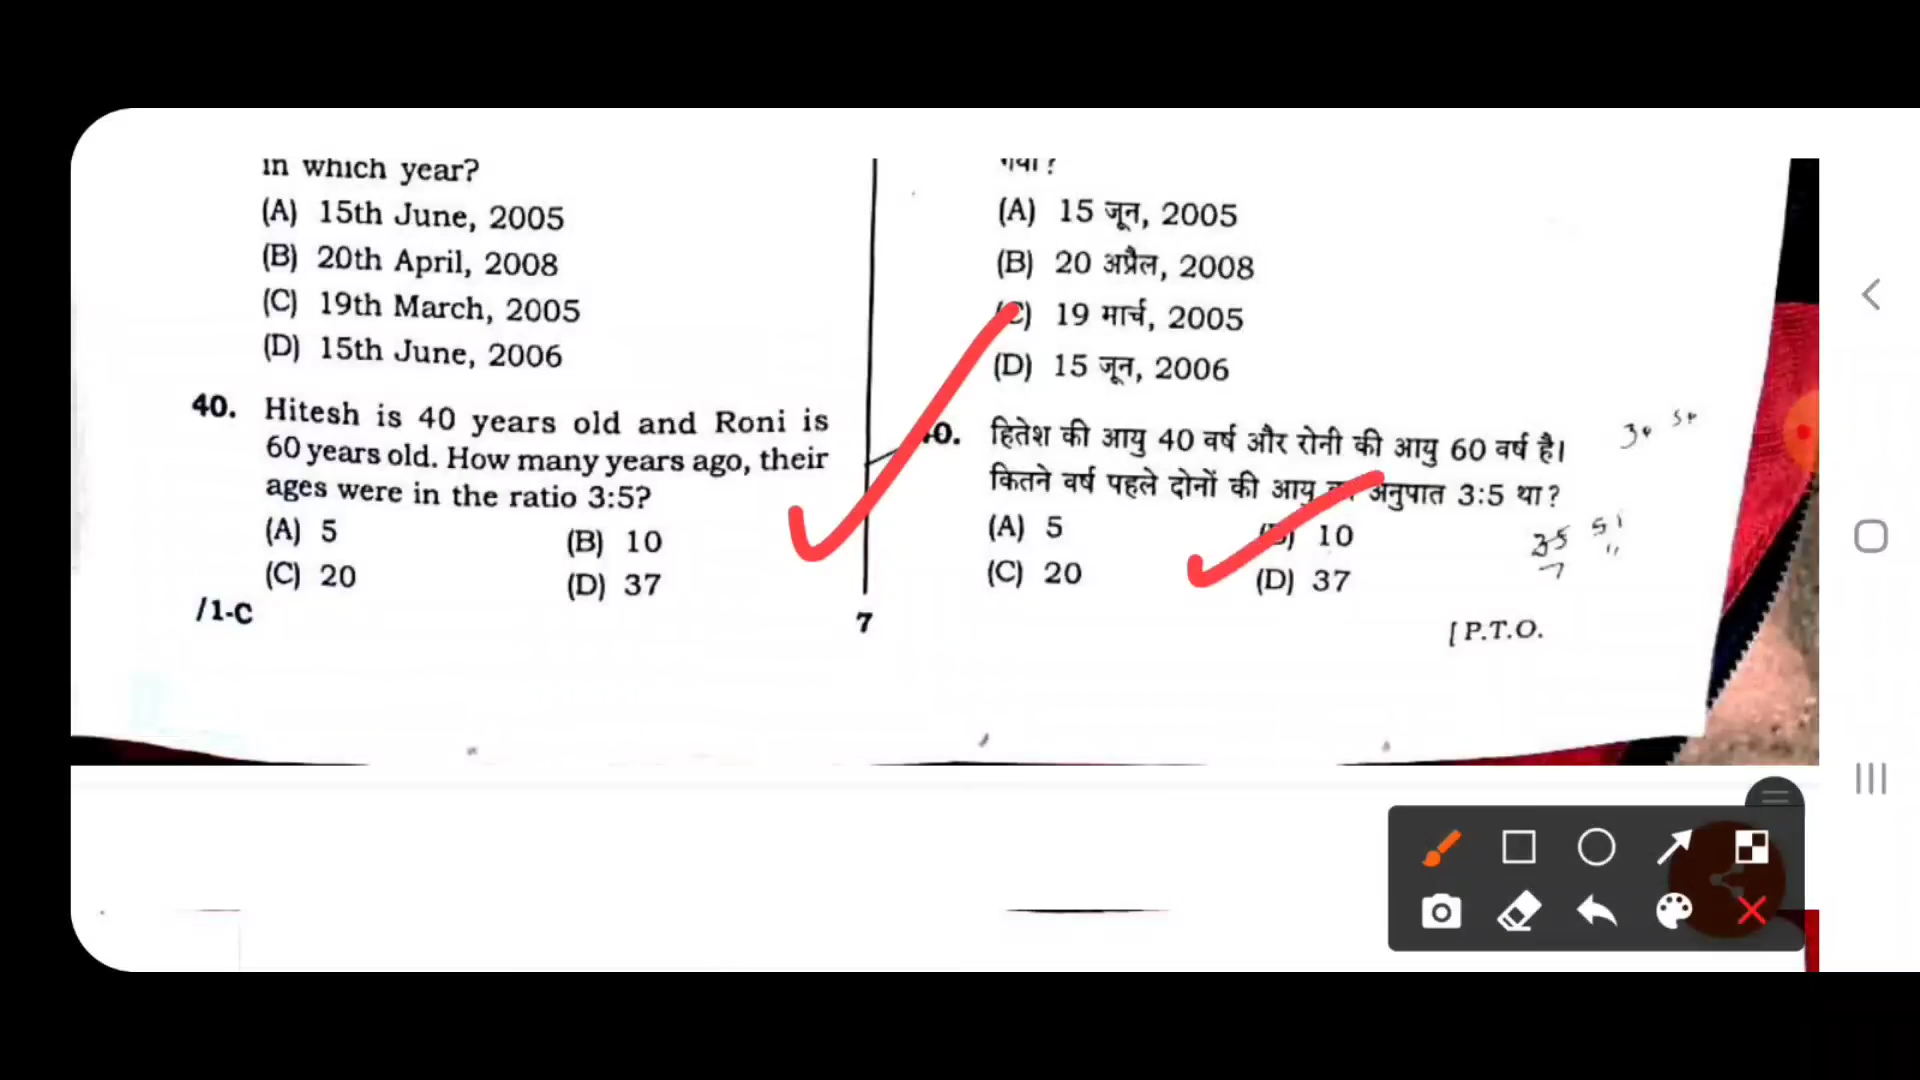 in which year?
(A) 15th June, 2005
(B) 20th April, 2008
(C) 19th March, 2005
(D) 15th June, 2006
40. Hitesh is 40 years old and Roni is
60 years old. How many years ago, their
ages were in the ratio 3:5?
(A) 5 (B) 10
(C) 20 (D) 37
/1-C
7
गया?
(A) 15 जून, 2005
(B) 20 अप्रैल, 2008
(C) 19 मार्च, 2005
(D) 15 जून, 2006
40. हितेश की आयु 40 वर्ष और रोनी की आयु 60 वर्ष है।
कितने वर्ष पहले दोनों की आयु का अनुपात 3:5 था?
(A) 5 (B) 10
(C) 20 (D) 37
[ P.T.O.